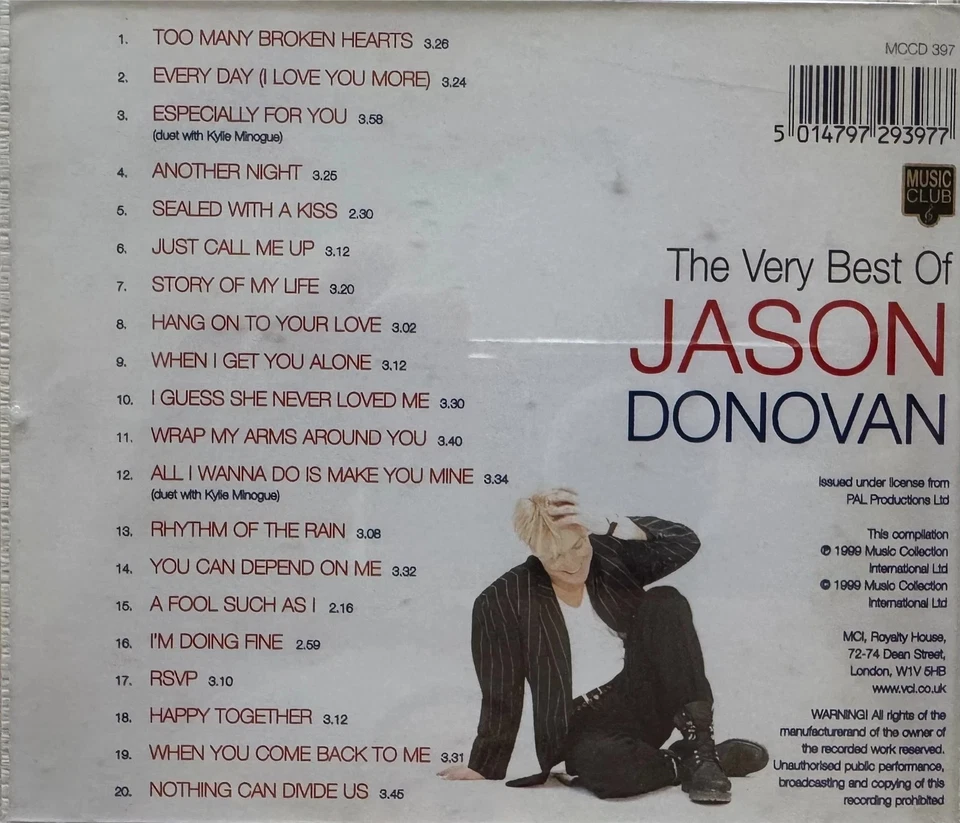 1. TOO MANY BROKEN HEARTS 3.26
2. EVERY DAY (I LOVE YOU MORE) 3.24
3. ESPECIALLY FOR YOU 3.58
(duet with Kylie Minogue)
4. ANOTHER NIGHT 3.25
5. SEALED WITH A KISS 2.30
6. JUST CALL ME UP 3.12
7. STORY OF MY LIFE 3.20
8. HANG ON TO YOUR LOVE 3.02
9. WHEN I GET YOU ALONE 3.12
10. I GUESS SHE NEVER LOVED ME 3.30
11. WRAP MY ARMS AROUND YOU 3.40
12. ALL I WANNA DO IS MAKE YOU MINE 3.34
(duet with Kylie Minogue)
13. RHYTHM OF THE RAIN 3.08
14. YOU CAN DEPEND ON ME 3.32
15. A FOOL SUCH AS I 2.16
16. I'M DOING FINE 2.59
17. RSVP 3.10
18. HAPPY TOGETHER 3.12
19. WHEN YOU COME BACK TO ME 3.31
20. NOTHING CAN DIVIDE US 3.45
MCCD 397
5 014797 293977
MUSIC
CLUB
The Very Best Of
JASON
DONOVAN
Issued under license from
PAL Productions Ltd
This compilation
℗ 1999 Music Collection
International Ltd
© 1999 Music Collection
International Ltd
MCI, Royalty House,
72-74 Dean Street,
London, W1V 5HB
www.vci.co.uk
WARNING! All rights of the
manufacturerand of the owner of
the recorded work reserved.
Unauthorised public performance,
broadcasting and copying of this
recording prohibited